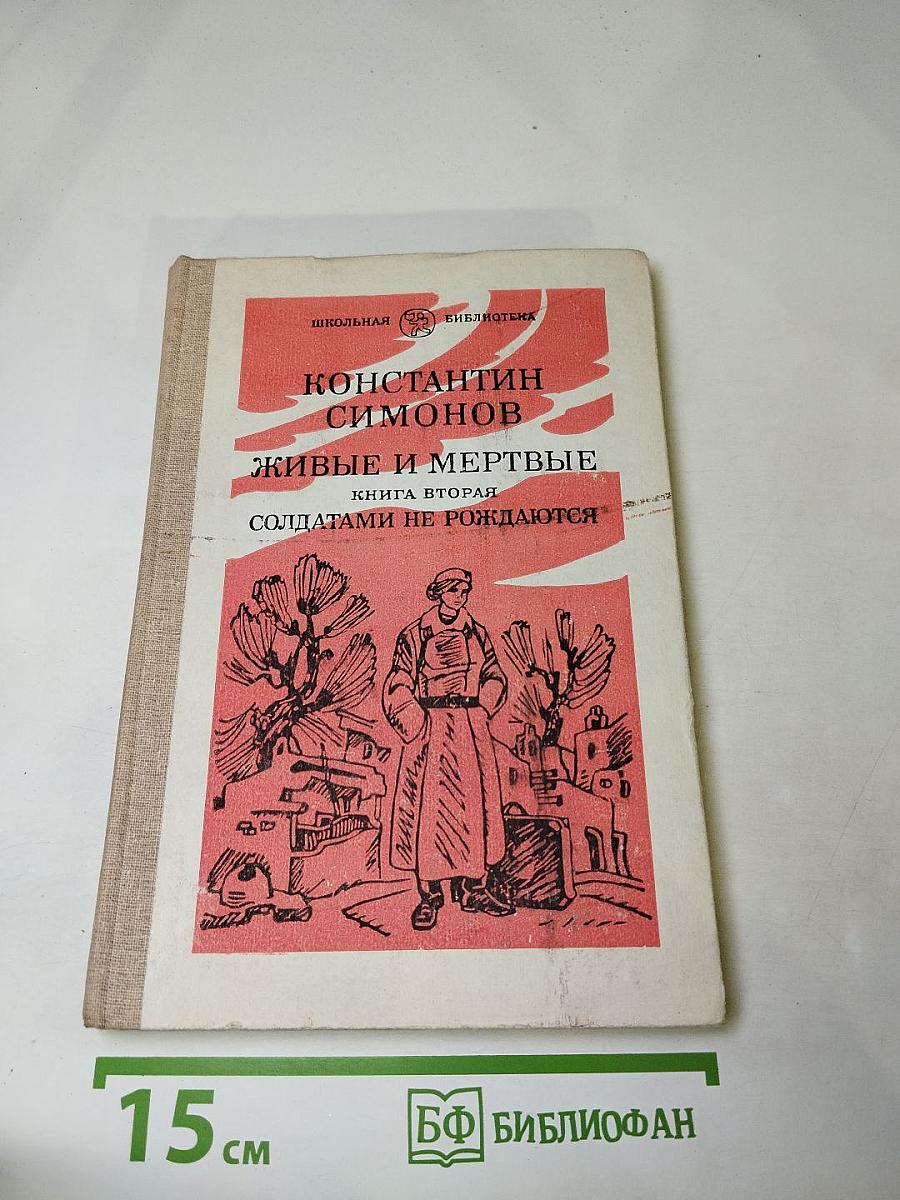 ШКОЛЬНАЯ БИБЛИОТЕКА
КОНСТАНТИН
СИМОНОВ
ЖИВЫЕ И МЕРТВЫЕ
КНИГА ВТОРАЯ
СОЛДАТАМИ НЕ РОЖДАЮТСЯ
15 см
БФ БИБЛИОФАН